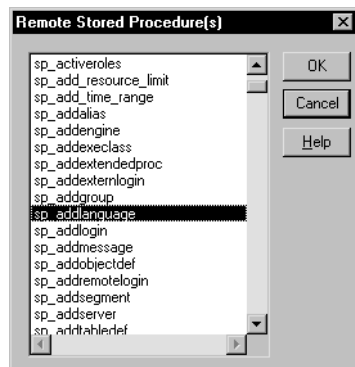 Remote Stored Procedure(s)
sp_activeroles
sp_add_resource_limit
sp_add_time_range
sp_addalias
sp_addengine
sp_addexeclass
sp_addextendedproc
sp_addexternlogin
sp_addgroup
sp_addlanguage
sp_addlogin
sp_addmessage
sp_addobjectdef
sp_addremotelogin
sp_addsegment
sp_addserver
sp_addtabledef
OK
Cancel
Help